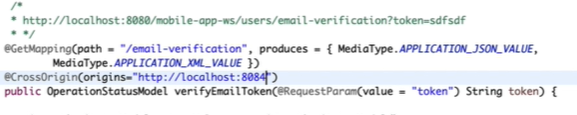 /*
* http://localhost:8080/mobile-app-ws/users/email-verification?token=sdfsdf
* */
@GetMapping(path = "/email-verification", produces = { MediaType.APPLICATION_JSON_VALUE,
MediaType.APPLICATION_XML_VALUE })
@CrossOrigin(origins="http://localhost:8084")
public OperationStatusModel verifyEmailToken(@RequestParam(value = "token") String token) {